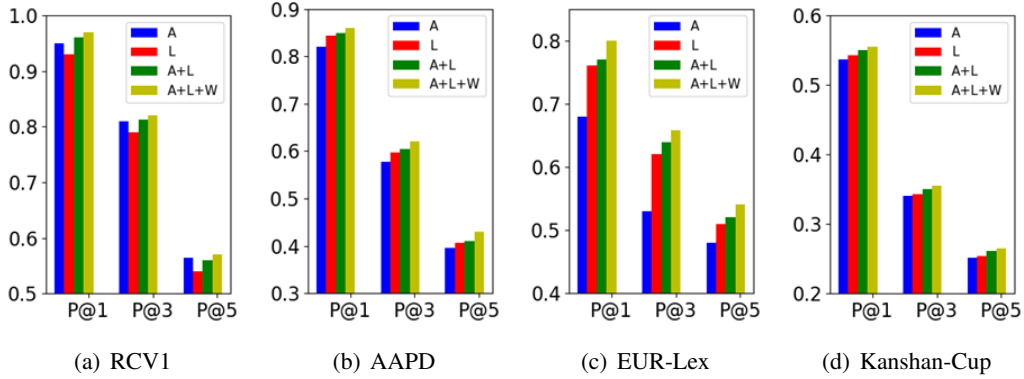 1.0
0.9
0.8
0.7
0.6
0.5
A
L
A+L
A+L+W
P@1 P@3 P@5
(a) RCV1
0.9
0.8
0.7
0.6
0.5
0.4
0.3
A
L
A+L
A+L+W
P@1 P@3 P@5
(b) AAPD
0.8
0.7
0.6
0.5
0.4
A
L
A+L
A+L+W
P@1 P@3 P@5
(c) EUR-Lex
0.6
0.5
0.4
0.3
0.2
A
L
A+L
A+L+W
P@1 P@3 P@5
(d) Kanshan-Cup